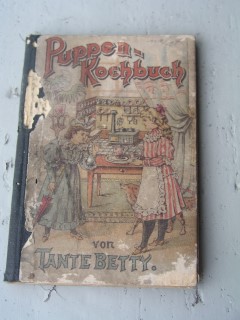 Puppen-
Kochbuch
von
TANTE BETTY.